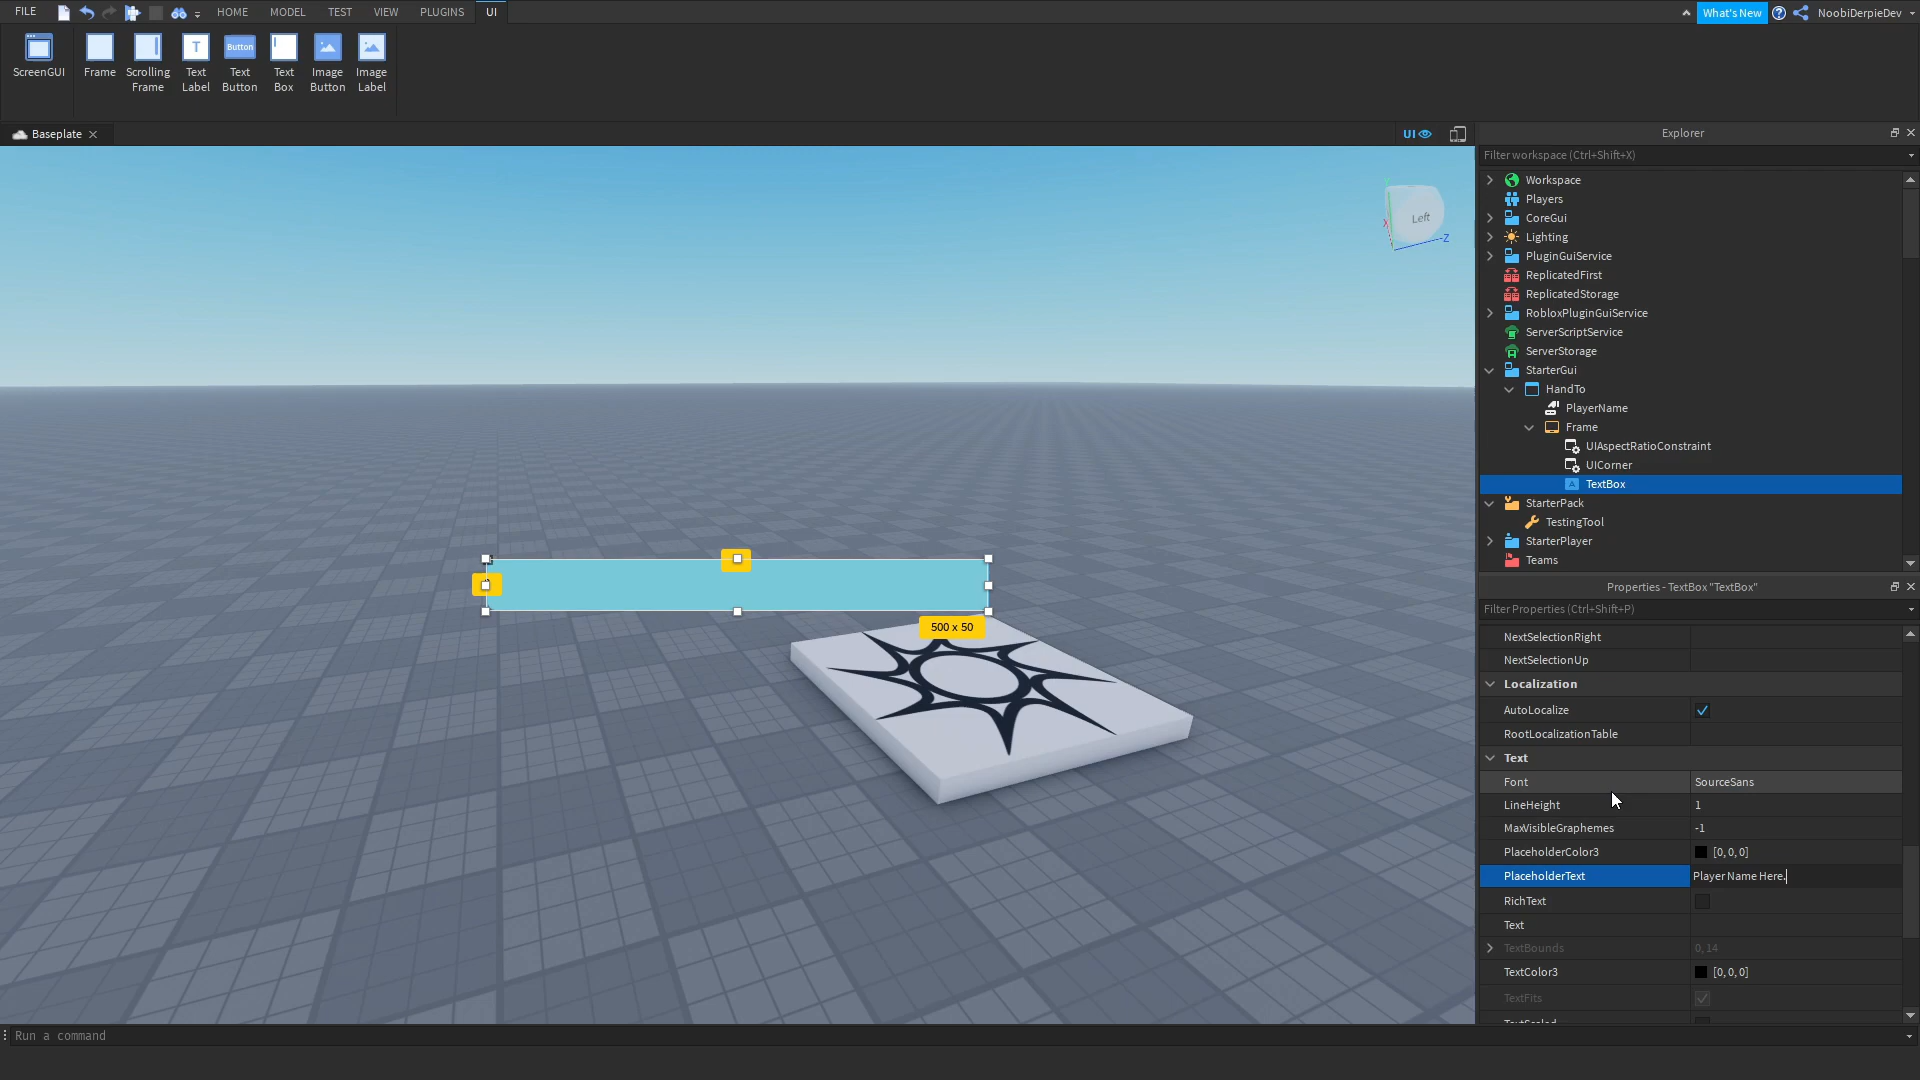 FILE
HOME
MODEL
TEST
VIEW
PLUGINS
UI
What's New
NoobiDerpieDev
ScreenGUI
Frame
Scrolling
Frame
Text
Label
Button
Text
Button
Text
Box
Image
Button
Image
Label
T
Baseplate
UI
Left
Z
500 x 50
Explorer
Filter workspace (Ctrl+Shift+X)
Workspace
Players
CoreGui
Lighting
PluginGuiService
ReplicatedFirst
ReplicatedStorage
RobloxPluginGuiService
ServerScriptService
ServerStorage
StarterGui
HandTo
PlayerName
Frame
UIAspectRatioConstraint
UICorner
TextBox
StarterPack
TestingTool
StarterPlayer
Teams
Properties - TextBox "TextBox"
Filter Properties (Ctrl+Shift+P)
NextSelectionRight
NextSelectionUp
Localization
AutoLocalize
RootLocalizationTable
Text
Font SourceSans
LineHeight 1
MaxVisibleGraphemes -1
PlaceholderColor3 [0, 0, 0]
PlaceholderText Player Name Here.
RichText
Text
TextBounds 0, 14
TextColor3 [0, 0, 0]
TextFits
TextScaled
Run a command